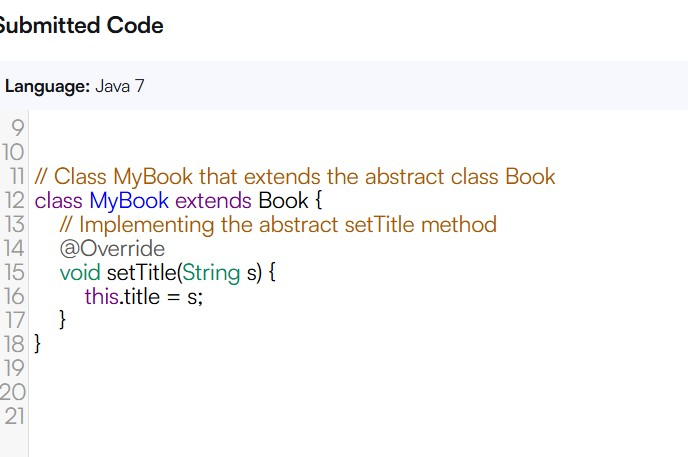 Submitted Code
Language: Java 7
9
10
11 // Class MyBook that extends the abstract class Book
12 class MyBook extends Book {
13 // Implementing the abstract setTitle method
14 @Override
15 void setTitle(String s) {
16 this.title = s;
17 }
18 }
19
20
21